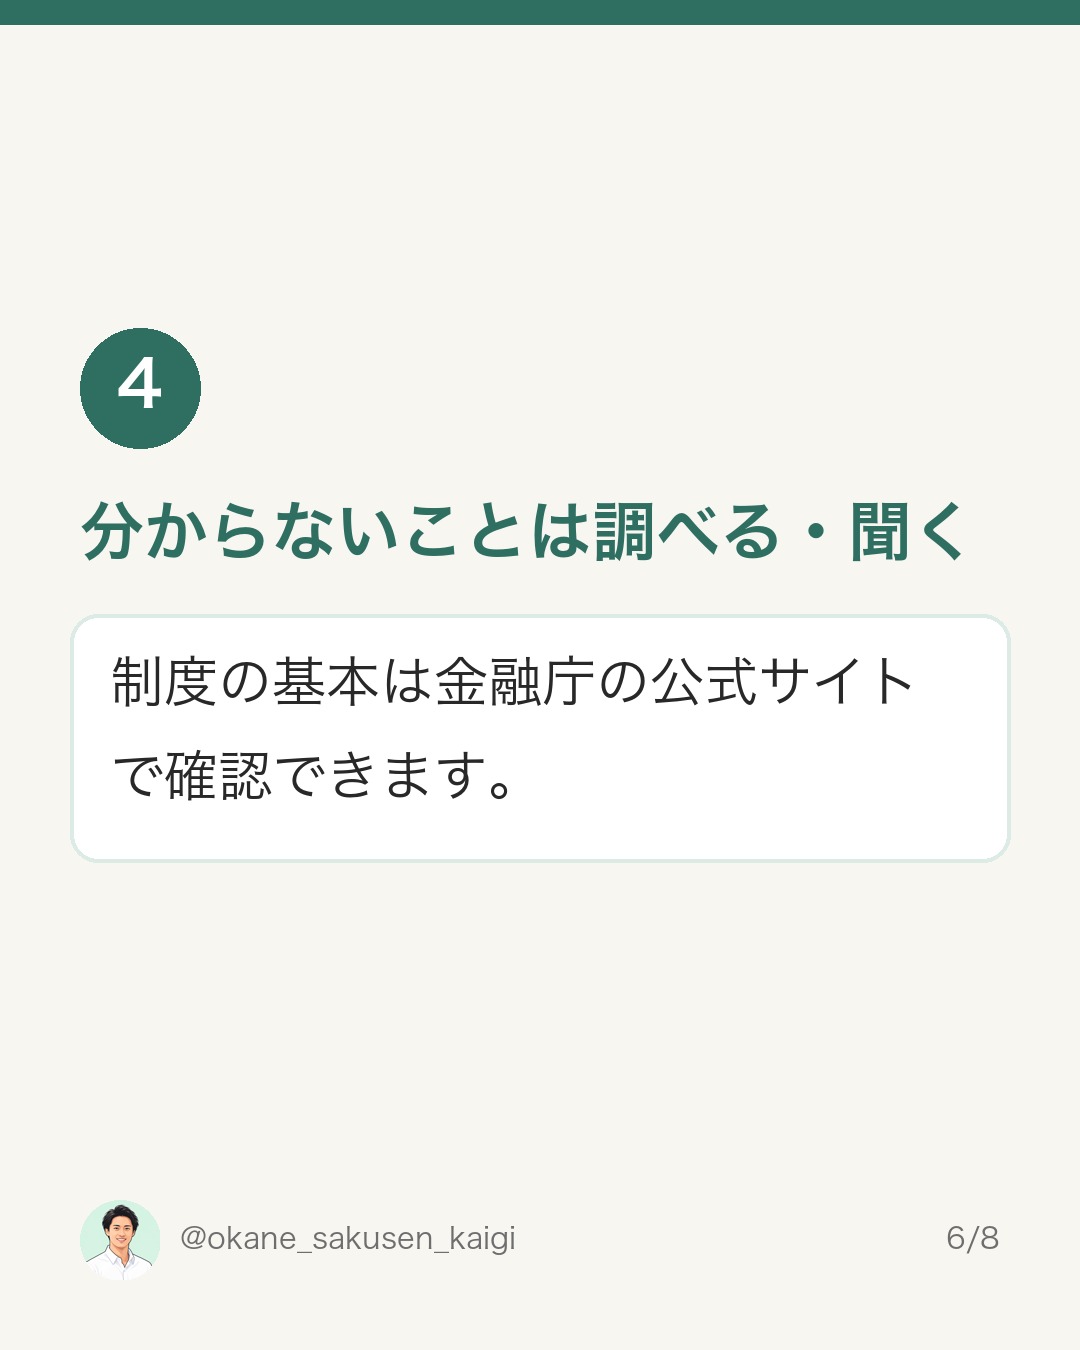 4
分からないことは調べる・聞く
制度の基本は金融庁の公式サイト
で確認できます。
@okane_sakusen_kaigi
6/8